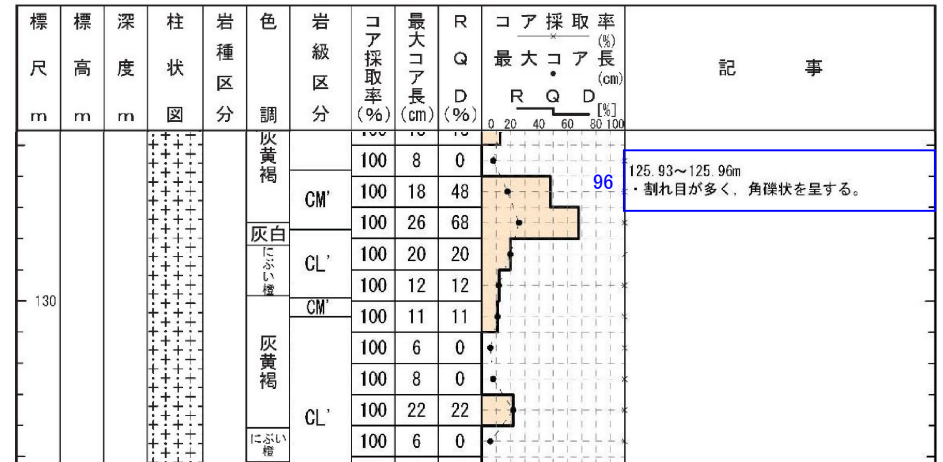 標尺m 標高m 深度m 柱状図 岩種区分 色調 岩級区分 コア採取率(%) 最大コア長(cm) RQD(%) コア採取率(%) 最大コア長(cm) RQD[%] 記事
0 20 40 60 80 100
灰黄褐
100 8 0
CM' 100 18 48
96
125.93~125.96m
・割れ目が多く、角礫状を呈する。
灰白 100 26 68
にぶい橙 CL' 100 20 20
100 12 12
130 CM' 100 11 11
灰黄褐 100 6 0
100 8 0
CL' 100 22 22
にぶい橙 100 6 0